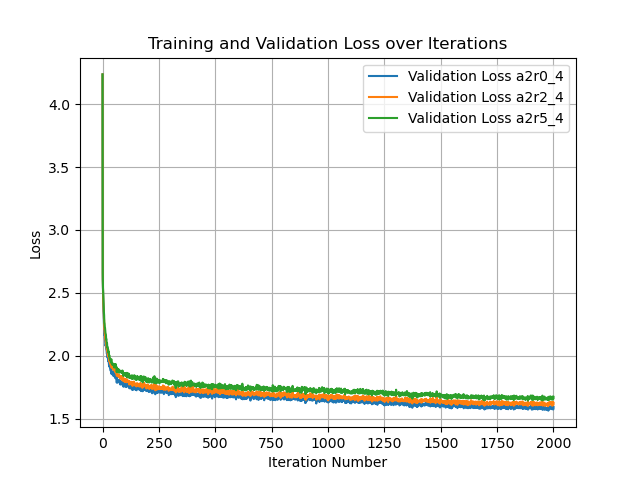 Training and Validation Loss over Iterations
Validation Loss a2r0_4
Validation Loss a2r2_4
Validation Loss a2r5_4
Loss
4.0
3.5
3.0
2.5
2.0
1.5
0 250 500 750 1000 1250 1500 1750 2000
Iteration Number